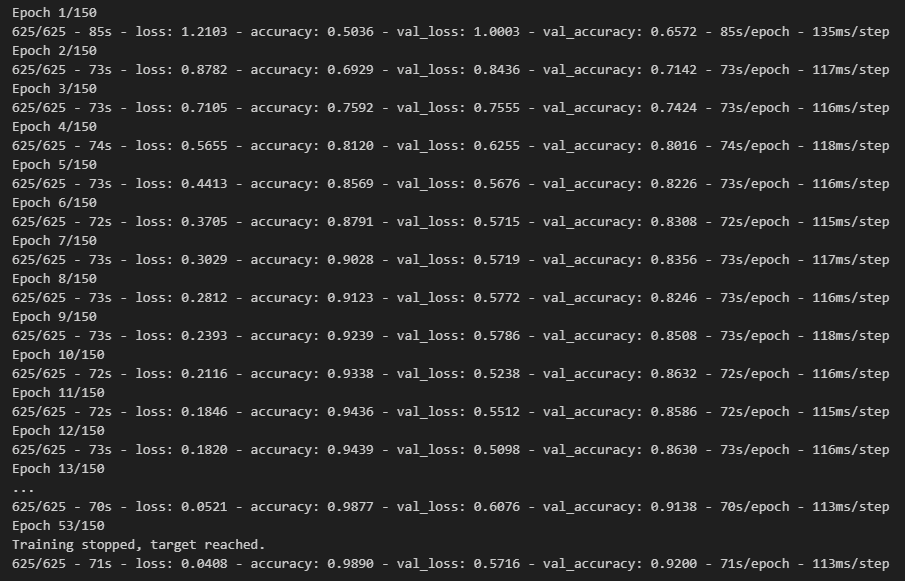 Epoch 1/150
625/625 - 85s - loss: 1.2103 - accuracy: 0.5036 - val_loss: 1.0003 - val_accuracy: 0.6572 - 85s/epoch - 135ms/step
Epoch 2/150
625/625 - 73s - loss: 0.8782 - accuracy: 0.6929 - val_loss: 0.8436 - val_accuracy: 0.7142 - 73s/epoch - 117ms/step
Epoch 3/150
625/625 - 73s - loss: 0.7105 - accuracy: 0.7592 - val_loss: 0.7555 - val_accuracy: 0.7424 - 73s/epoch - 116ms/step
Epoch 4/150
625/625 - 74s - loss: 0.5655 - accuracy: 0.8120 - val_loss: 0.6255 - val_accuracy: 0.8016 - 74s/epoch - 118ms/step
Epoch 5/150
625/625 - 73s - loss: 0.4413 - accuracy: 0.8569 - val_loss: 0.5676 - val_accuracy: 0.8226 - 73s/epoch - 116ms/step
Epoch 6/150
625/625 - 72s - loss: 0.3705 - accuracy: 0.8791 - val_loss: 0.5715 - val_accuracy: 0.8308 - 72s/epoch - 115ms/step
Epoch 7/150
625/625 - 73s - loss: 0.3029 - accuracy: 0.9028 - val_loss: 0.5719 - val_accuracy: 0.8356 - 73s/epoch - 117ms/step
Epoch 8/150
625/625 - 73s - loss: 0.2812 - accuracy: 0.9123 - val_loss: 0.5772 - val_accuracy: 0.8246 - 73s/epoch - 116ms/step
Epoch 9/150
625/625 - 73s - loss: 0.2393 - accuracy: 0.9239 - val_loss: 0.5786 - val_accuracy: 0.8508 - 73s/epoch - 118ms/step
Epoch 10/150
625/625 - 72s - loss: 0.2116 - accuracy: 0.9338 - val_loss: 0.5238 - val_accuracy: 0.8632 - 72s/epoch - 116ms/step
Epoch 11/150
625/625 - 72s - loss: 0.1846 - accuracy: 0.9436 - val_loss: 0.5512 - val_accuracy: 0.8586 - 72s/epoch - 115ms/step
Epoch 12/150
625/625 - 73s - loss: 0.1820 - accuracy: 0.9439 - val_loss: 0.5098 - val_accuracy: 0.8630 - 73s/epoch - 116ms/step
Epoch 13/150
...
625/625 - 70s - loss: 0.0521 - accuracy: 0.9877 - val_loss: 0.6076 - val_accuracy: 0.9138 - 70s/epoch - 113ms/step
Epoch 53/150
Training stopped, target reached.
625/625 - 71s - loss: 0.0408 - accuracy: 0.9890 - val_loss: 0.5716 - val_accuracy: 0.9200 - 71s/epoch - 113ms/step